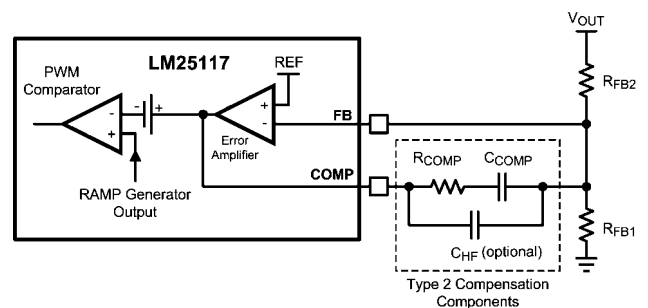 V_OUT
LM25117
REF
PWM
Comparator
R_FB2
-
+
+
-
FB
-
+
Error
Amplifier
R_COMP
C_COMP
COMP
RAMP Generator
Output
R_FB1
C_HF (optional)
Type 2 Compensation
Components